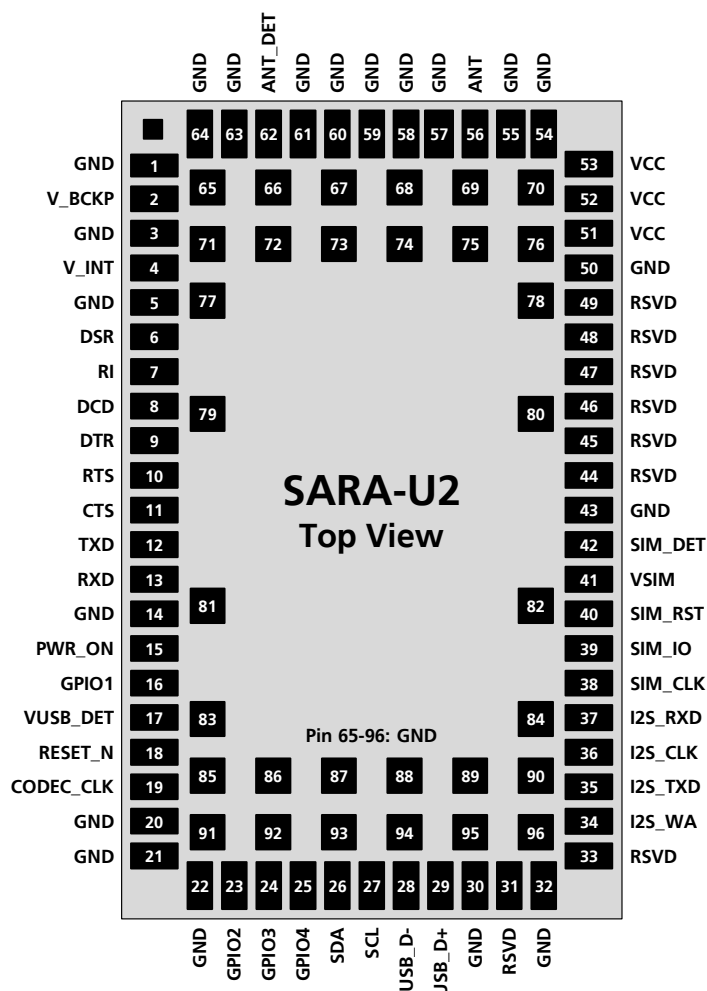 GND GND ANT_DET GND GND GND GND GND ANT GND GND
64 63 62 61 60 59 58 57 56 55 54
GND 1 53 VCC
V_BCKP 2 65 66 67 68 69 70 52 VCC
GND 3 71 72 73 74 75 76 51 VCC
V_INT 4 50 GND
GND 5 77 78 49 RSVD
DSR 6 48 RSVD
RI 7 47 RSVD
DCD 8 79 80 46 RSVD
DTR 9 45 RSVD
RTS 10 44 RSVD
SARA-U2
CTS 11 43 GND
Top View
TXD 12 42 SIM_DET
RXD 13 41 VSIM
GND 14 81 82 40 SIM_RST
PWR_ON 15 39 SIM_IO
GPIO1 16 38 SIM_CLK
VUSB_DET 17 83 84 37 I2S_RXD
Pin 65-96: GND
RESET_N 18 36 I2S_CLK
CODEC_CLK 19 85 86 87 88 89 90 35 I2S_TXD
GND 20 91 92 93 94 95 96 34 I2S_WA
GND 21 33 RSVD
22 23 24 25 26 27 28 29 30 31 32
GND GPIO2 GPIO3 GPIO4 SDA SCL USB_D- USB_D+ GND RSVD GND